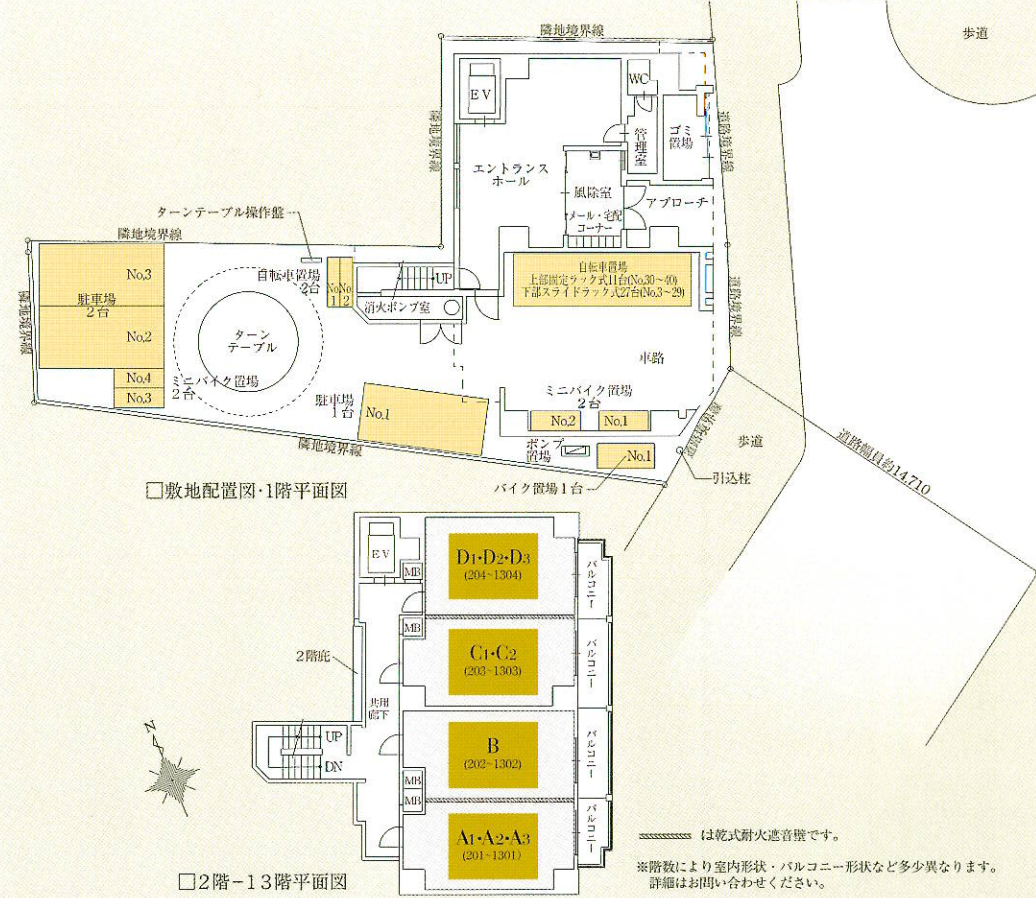 隣地境界線
歩道
WC
EV
隣地境界線
管理室
ゴミ
置場
道路境界線
エントランス
ホール
風除室
メール・宅配
コーナー
アプローチ
ターンテーブル操作盤
隣地境界線
No.3
駐車場
2台
No.2
No.4
No.3
ミニバイク置場
2台
隣地境界線
ターン
テーブル
自転車置場
2台
No.
1
No.
2
UP
消火ポンプ室
自転車置場
上部固定ラック式11台(No.30~40)
下部スライドラック式27台(No.3~29)
道路境界線
車路
駐車場
1台
No.1
ミニバイク置場
2台
No.2
No.1
隣地境界線
ポンプ
置場
No.1
バイク置場1台
道路境界線
歩道
引込柱
道路幅員約14,710
□敷地配置図・1階平面図
EV
MB
D1・D2・D3
(204~1304)
バルコニー
MB
C1・C2
(203~1303)
バルコニー
2階庇
共用
廊下
UP
DN
B
(202~1302)
バルコニー
MB
MB
A1・A2・A3
(201~1301)
バルコニー
N
□2階-13階平面図
は乾式耐火遮音壁です。
※階数により室内形状・バルコニー形状など多少異なります。
詳細はお問い合わせください。